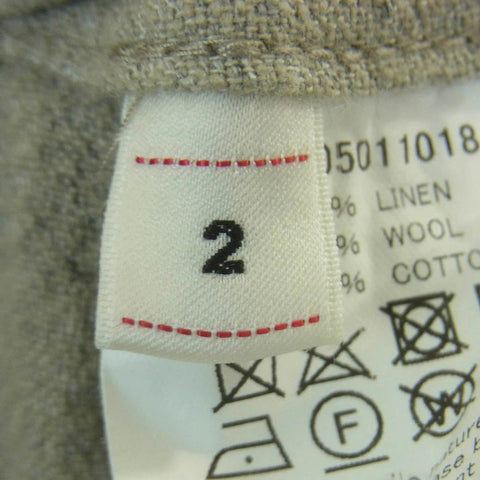 2
05011018
% LINEN
% WOOL
% COTTO
F
W